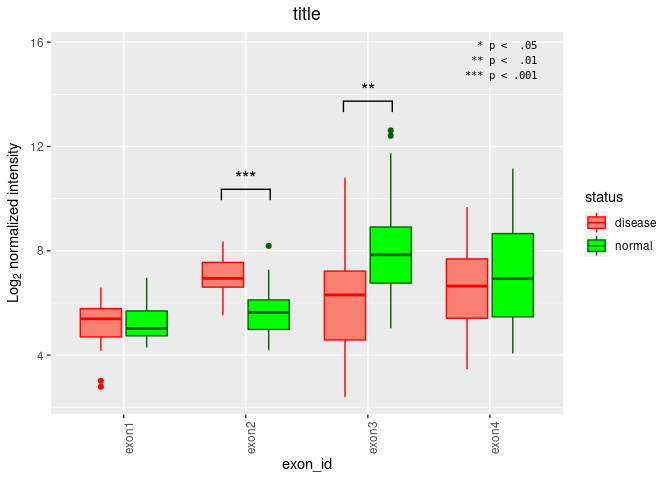 title
16
12
8
4
Log2 normalized intensity
* p < .05
** p < .01
*** p < .001
***
**
exon1
exon2
exon3
exon4
exon_id
status
disease
normal